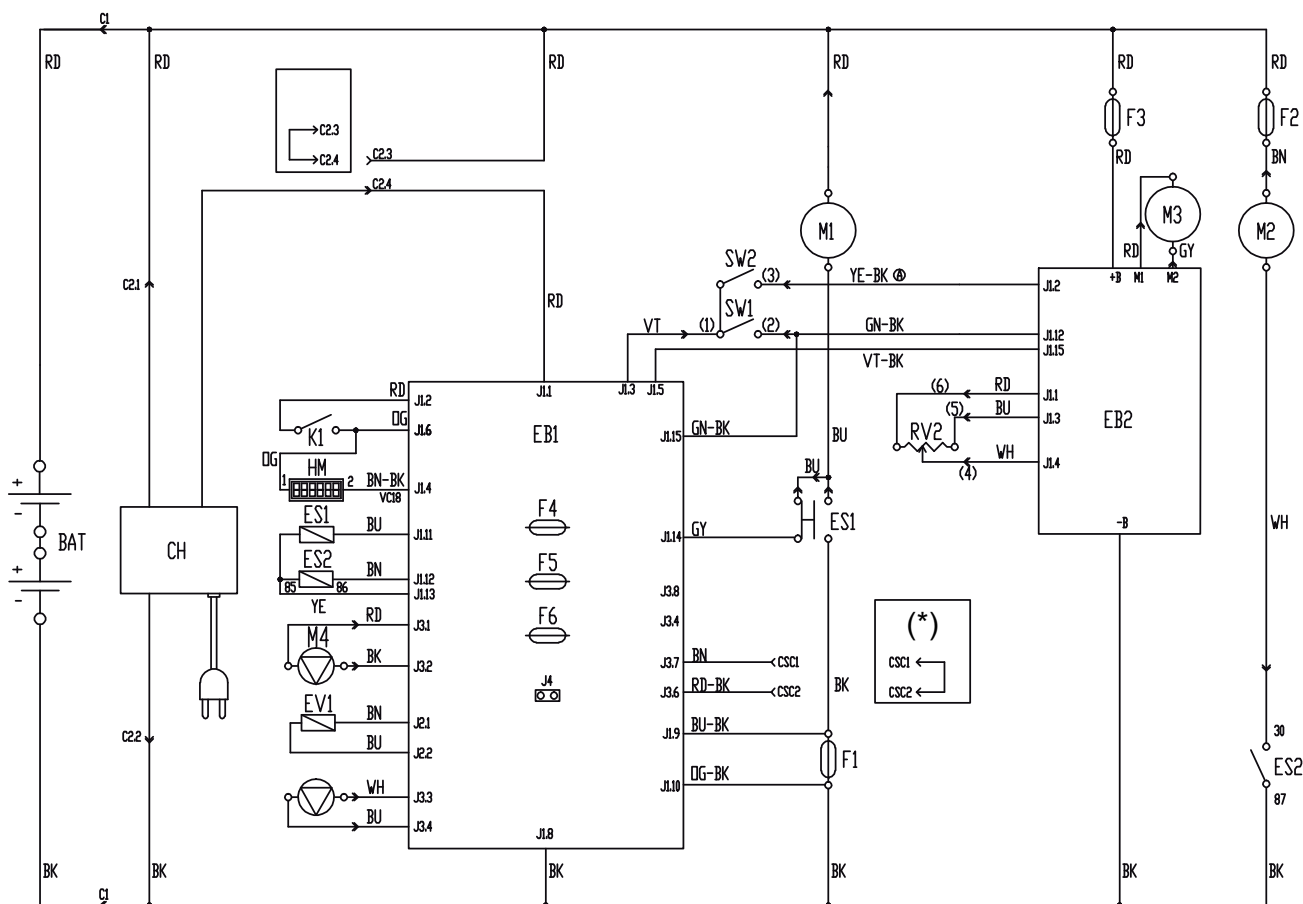 C1
RD RD RD RD RD RD
C2.3
C2.4
C2.3
C2.4
F3
F2
RD
BN
M1
M3
M2
RD
GY
+B M1 M2
C2.1
RD
SW2
(3)
YE-BK Ⓐ
J1.2
SW1
VT
(1)
(2)
GN-BK
J1.12
J1.15
VT-BK
J1.1
J1.3
J1.5
RD
J1.2
OG
J1.6
K1
EB1
GN-BK
J1.15
(6)
RD
J1.1
(5)
BU
J1.3
RV2
WH
J1.4
(4)
EB2
BU
BU
OG
HM
1
2
BN-BK
VC18
J1.4
ES1
BU
J1.11
ES2
BN
J1.12
85
86
J1.13
YE
F4
F5
F6
J4
GY
J1.14
ES1
-B
WH
+
-
BAT
+
-
CH
J3.8
J3.4
(*)
CSC1
CSC2
RD
J3.1
M4
BK
J3.2
BN
J3.7
CSC1
RD-BK
J3.6
CSC2
BK
EV1
BN
J2.1
BU
J2.2
BU-BK
J1.9
F1
OG-BK
J1.10
C2.2
30
ES2
87
WH
J3.3
BU
J3.4
J1.8
BK BK BK BK BK BK
C1